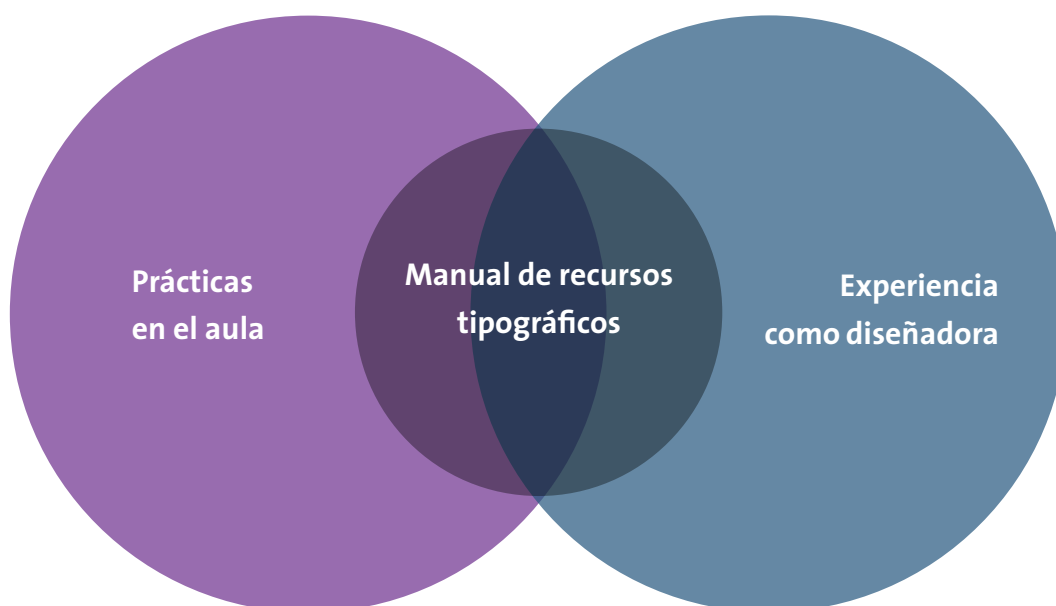 Prácticas
en el aula
Manual de recursos
tipográficos
Experiencia
como diseñadora